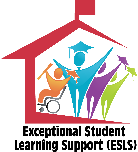 Exceptional Student
Learning Support (ESLS)